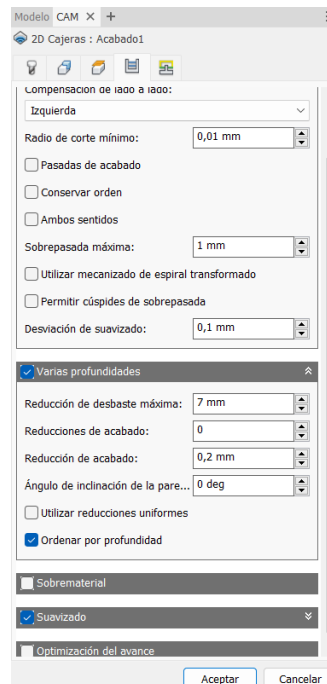 Modelo CAM × +
2D Cajeras : Acabado1
Compensación de lado a lado:
Izquierda
Radio de corte mínimo: 0,01 mm
Pasadas de acabado
Conservar orden
Ambos sentidos
Sobrepasada máxima: 1 mm
Utilizar mecanizado de espiral transformado
Permitir cúspides de sobrepasada
Desviación de suavizado: 0,1 mm
Varias profundidades
Reducción de desbaste máxima: 7 mm
Reducciones de acabado: 0
Reducción de acabado: 0,2 mm
Ángulo de inclinación de la pare... 0 deg
Utilizar reducciones uniformes
Ordenar por profundidad
Sobrematerial
Suavizado
Optimización del avance
Aceptar Cancelar